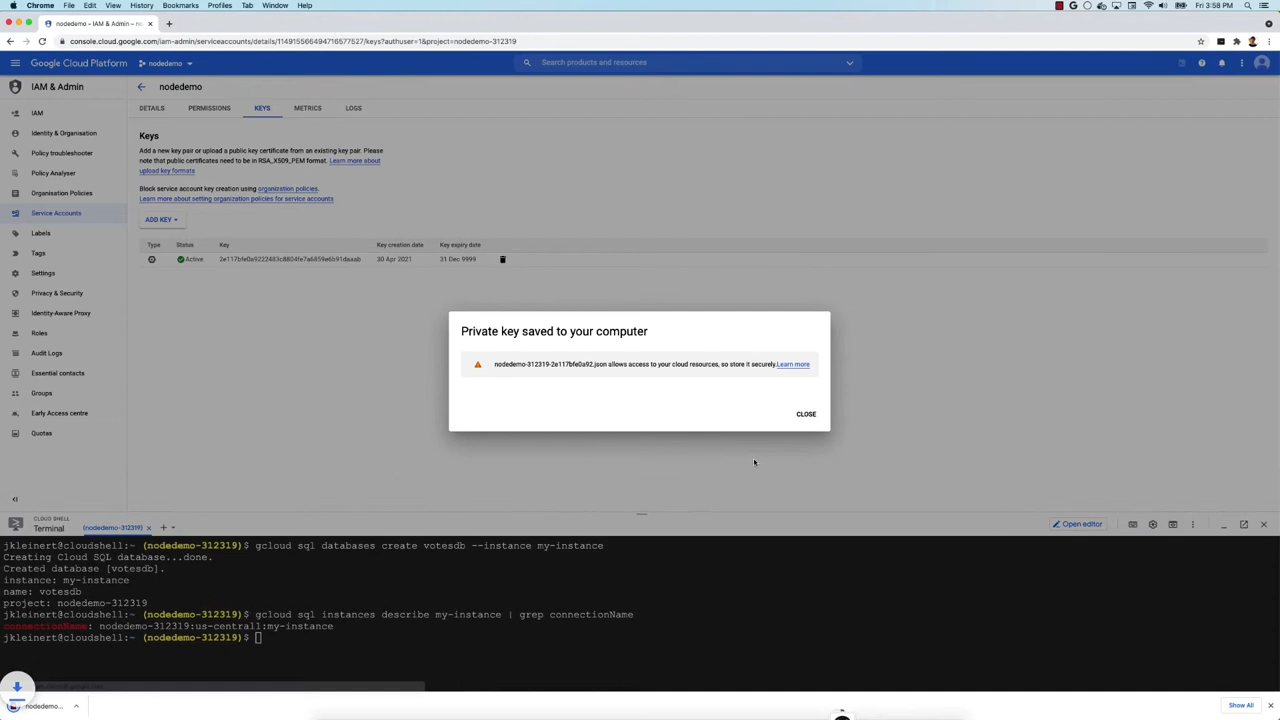 Chrome File Edit View History Bookmarks Profiles Tab Window Help
Fri 3:58 PM
nodedemo – IAM & Admin – no
console.cloud.google.com/iam-admin/serviceaccounts/details/114915566494716577527/keys?authuser=1&project=nodedemo-312319
Google Cloud Platform
nodedemo
Search products and resources
IAM & Admin
nodedemo
DETAILS PERMISSIONS KEYS METRICS LOGS
IAM
Identity & Organisation
Policy troubleshooter
Policy Analyser
Organisation Policies
Service Accounts
Labels
Tags
Settings
Privacy & Security
Identity-Aware Proxy
Roles
Audit Logs
Essential contacts
Groups
Early Access centre
Quotas
Keys
Add a new key pair or upload a public key certificate from an existing key pair. Please
note that public certificates need to be in RSA_X509_PEM format. Learn more about
upload key formats
Block service account key creation using organization policies.
Learn more about setting organization policies for service accounts
ADD KEY
Type Status Key Key creation date Key expiry date
Active 2e117bfe0a9222483c8804fe7a6859e6b91daaab 30 Apr 2021 31 Dec 9999
Private key saved to your computer
nodedemo-312319-2e117bfe0a92.json allows access to your cloud resources, so store it securely. Learn more
CLOSE
CLOUD SHELL
Terminal
(nodedemo-312319)
Open editor
jkleinert@cloudshell:~ (nodedemo-312319)$ gcloud sql databases create votesdb --instance my-instance
Creating Cloud SQL database...done.
Created database [votesdb].
instance: my-instance
name: votesdb
project: nodedemo-312319
jkleinert@cloudshell:~ (nodedemo-312319)$ gcloud sql instances describe my-instance | grep connectionName
connectionName: nodedemo-312319:us-central1:my-instance
jkleinert@cloudshell:~ (nodedemo-312319)$
nodedemo...
Show All